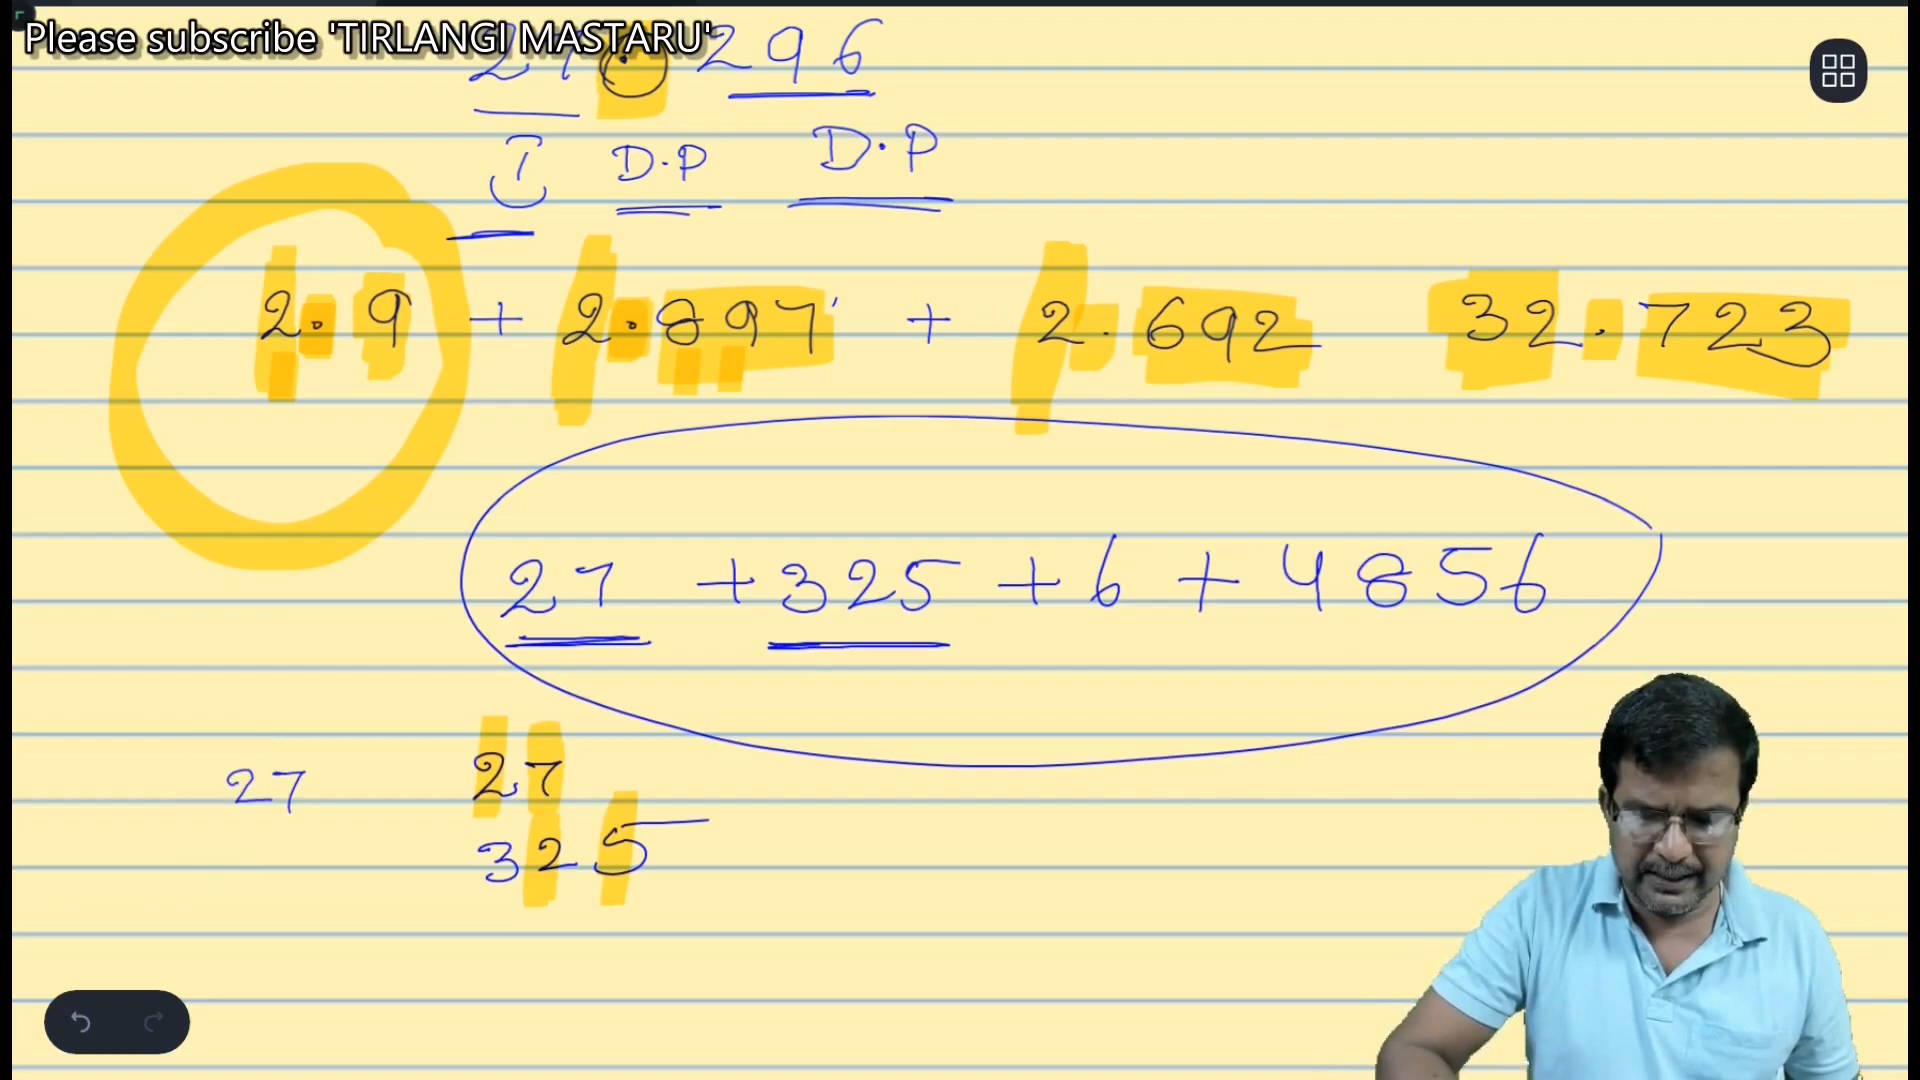 Please subscribe 'TIRLANGI MASTARU'
27 . 296
I D.P D.P
2.9 + 2.897 + 2.692 32.723
27 + 325 + 6 + 4856
27 27
325